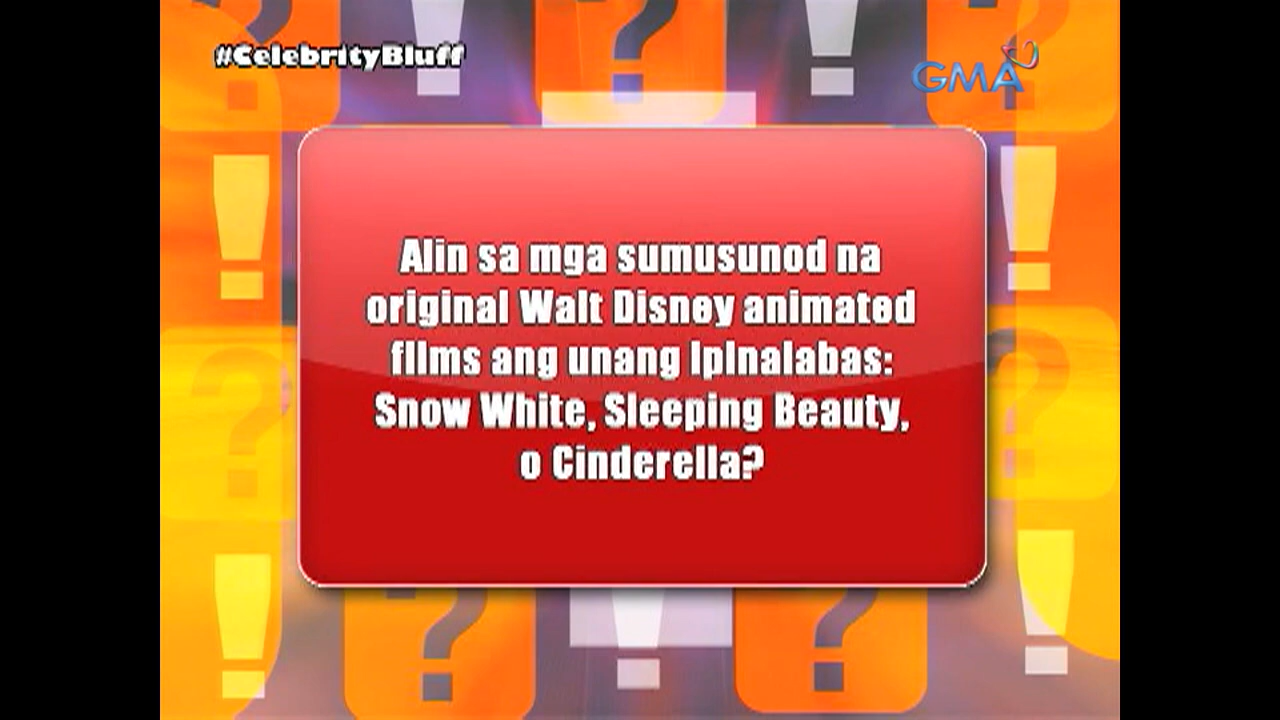 #CelebrityBluff
GMA
Alin sa mga sumusunod na
original Walt Disney animated
films ang unang ipinalabas:
Snow White, Sleeping Beauty,
o Cinderella?